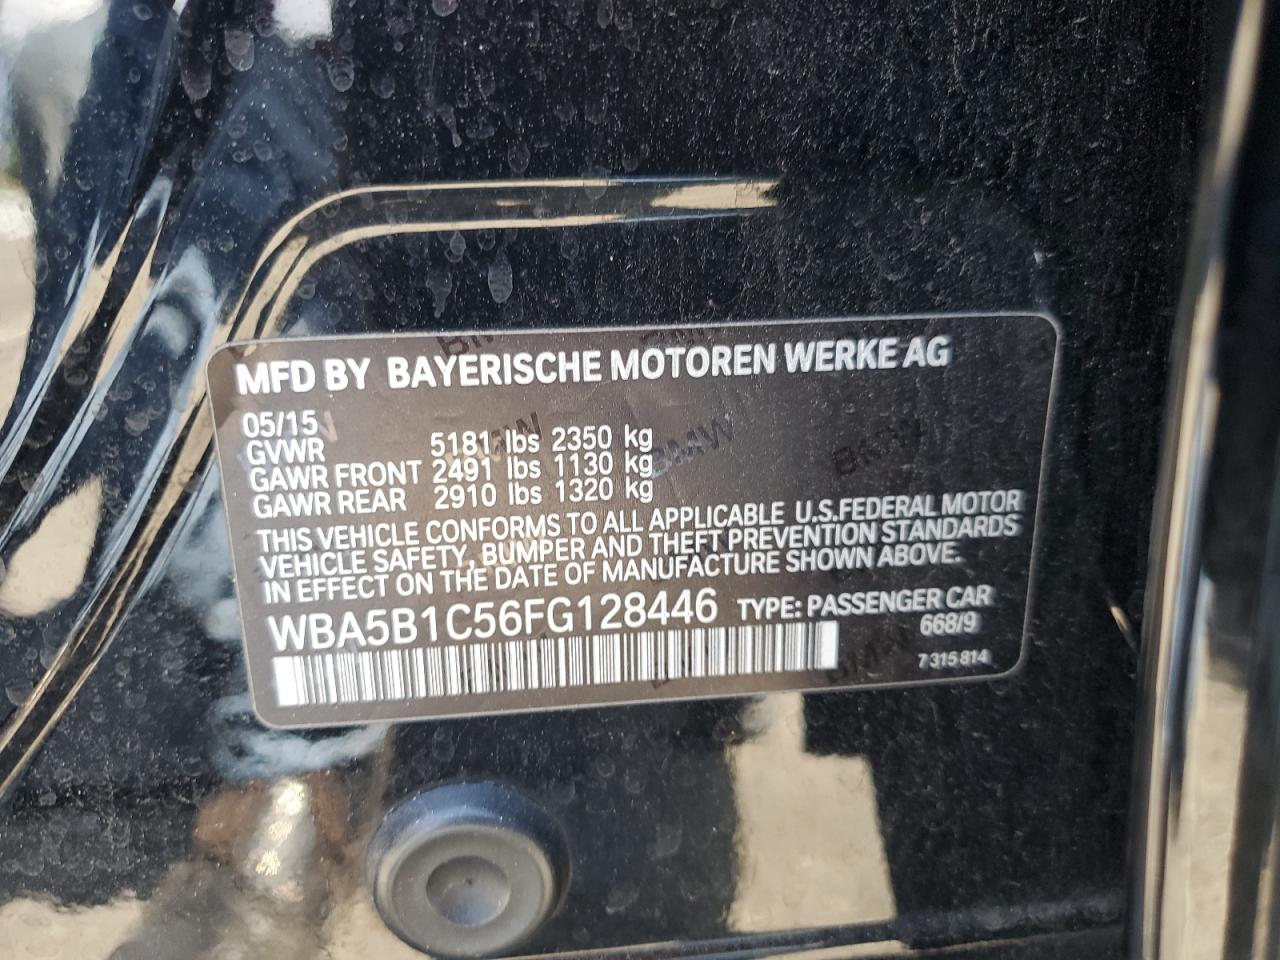 MFD BY BAYERISCHE MOTOREN WERKE AG
05/15
GVWR 5181 lbs 2350 kg
GAWR FRONT 2491 lbs 1130 kg
GAWR REAR 2910 lbs 1320 kg
THIS VEHICLE CONFORMS TO ALL APPLICABLE U.S.FEDERAL MOTOR
VEHICLE SAFETY, BUMPER AND THEFT PREVENTION STANDARDS
IN EFFECT ON THE DATE OF MANUFACTURE SHOWN ABOVE.
WBA5B1C56FG128446 TYPE: PASSENGER CAR
668/9
7 315 814